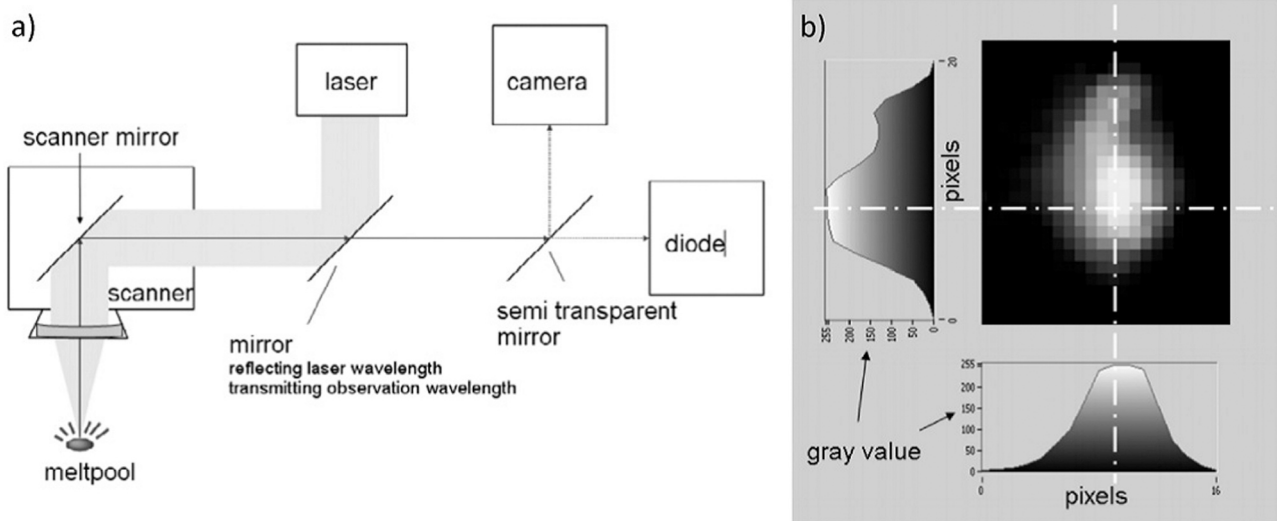 a)
laser
camera
scanner mirror
diode
scanner
semi transparent
mirror
mirror
reflecting laser wavelength
transmitting observation wavelength
meltpool
b)
20
pixels
0
255
200
150
100
50
0
255
200
150
100
50
0
0
16
pixels
gray value